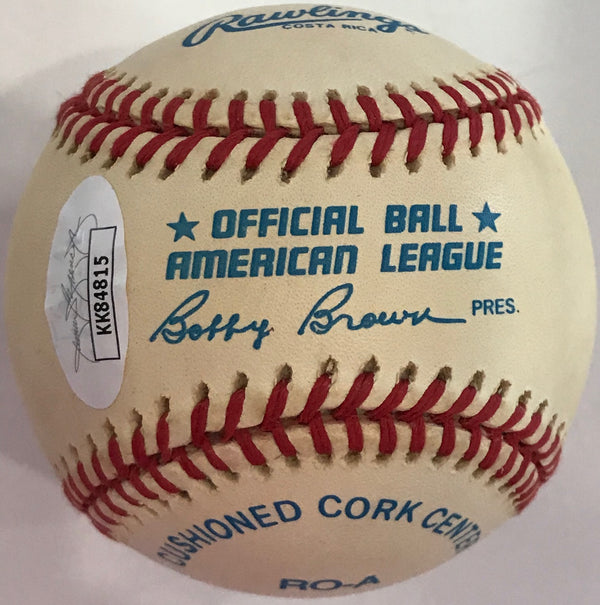 Rawlings
COSTA RICA
★ OFFICIAL BALL ★
AMERICAN LEAGUE
Bobby Brown PRES.
KK84815
CUSHIONED CORK CENTER
RO-A